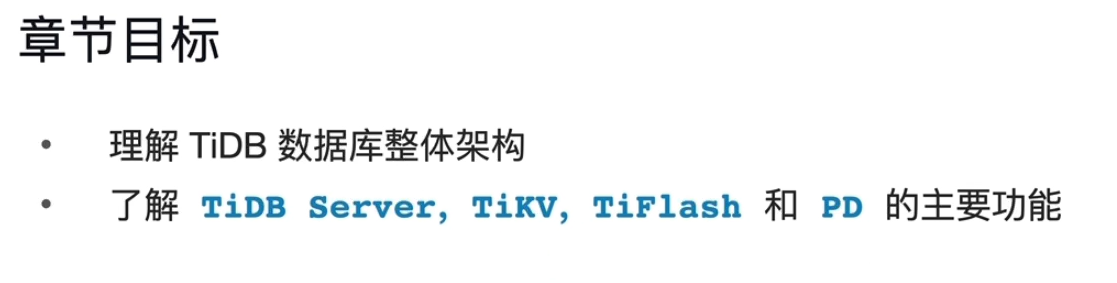 章节目标
• 理解 TiDB 数据库整体架构
• 了解 TiDB Server, TiKV, TiFlash 和 PD 的主要功能